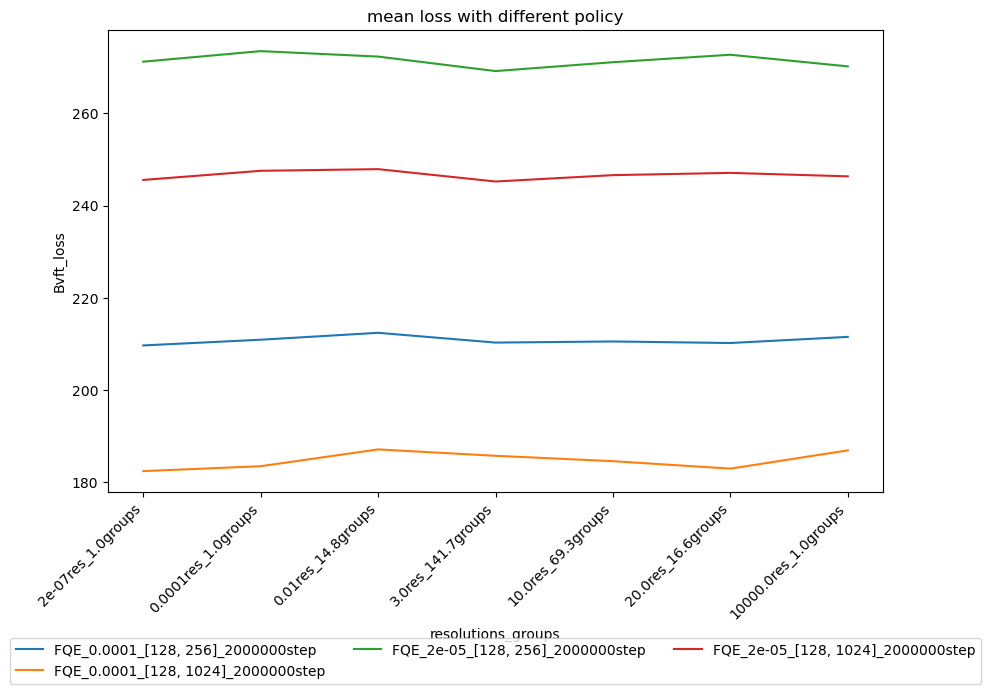 mean loss with different policy
Bvft_loss
260
240
220
200
180
2e-07res_1.0groups
0.0001res_1.0groups
0.01res_14.8groups
3.0res_141.7groups
10.0res_69.3groups
20.0res_16.6groups
10000.0res_1.0groups
resolutions_groups
FQE_0.0001_[128, 256]_2000000step
FQE_0.0001_[128, 1024]_2000000step
FQE_2e-05_[128, 256]_2000000step
FQE_2e-05_[128, 1024]_2000000step